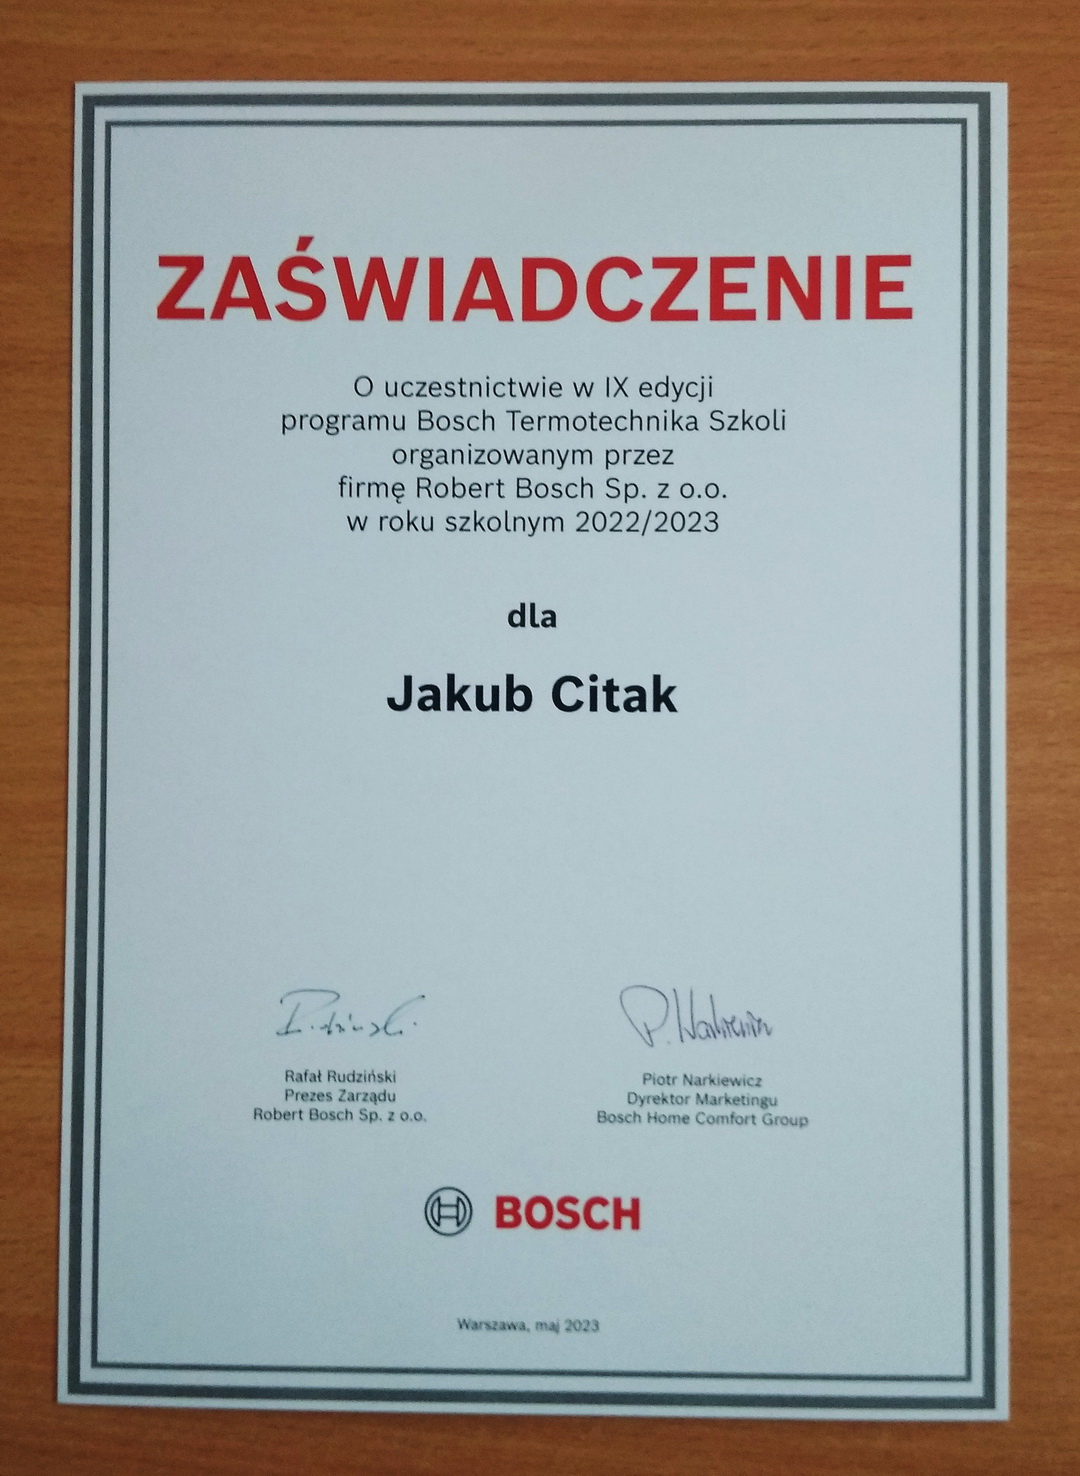 ZAŚWIADCZENIE
O uczestnictwie w IX edycji
programu Bosch Termotechnika Szkoli
organizowanym przez
firmę Robert Bosch Sp. z o.o.
w roku szkolnym 2022/2023
dla
Jakub Citak
Rafał Rudziński
Prezes Zarządu
Robert Bosch Sp. z o.o.
Piotr Narkiewicz
Dyrektor Marketingu
Bosch Home Comfort Group
BOSCH
Warszawa, maj 2023